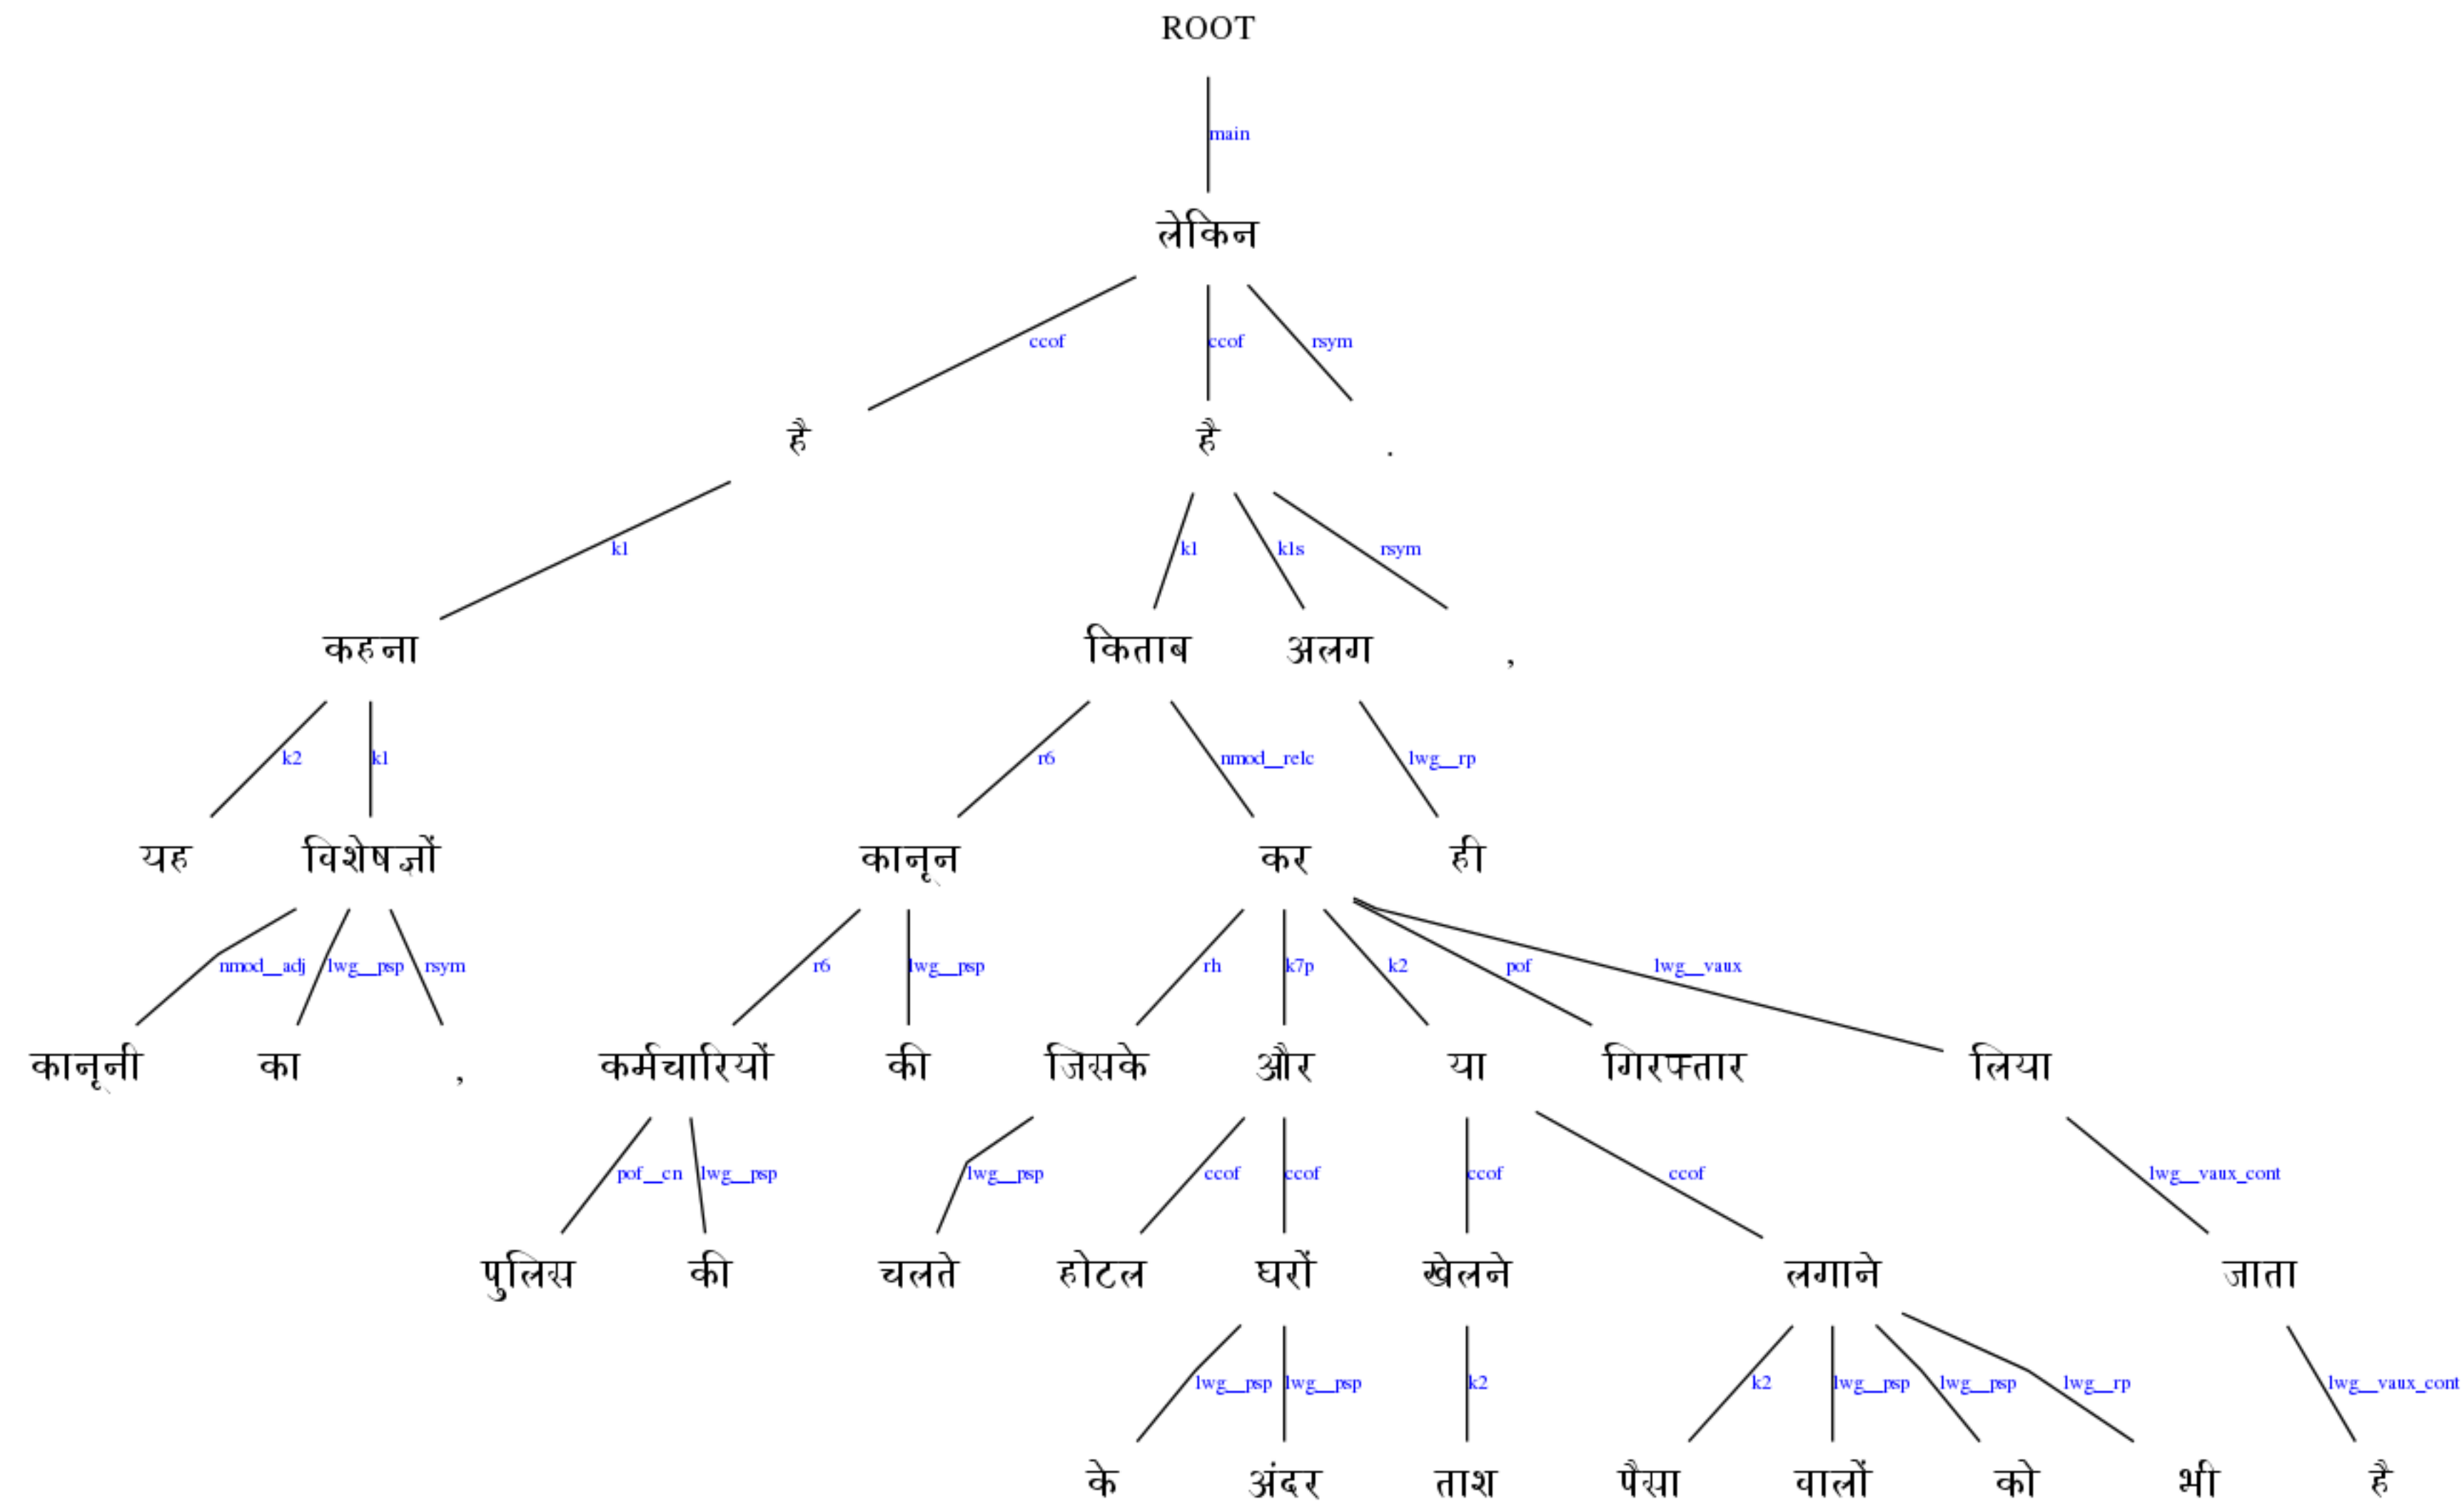 ROOT
main
लेकिन
ccof ccof rsym
है है .
k1 k1 k1s rsym
कहना किताब अलग ,
k2 k1 r6 nmod__relc lwg__rp
यह विशेषज्ञों कानून कर ही
nmod__adj lwg__psp rsym r6 lwg__psp rh k7p k2 pof lwg__vaux
कानूनी का , कर्मचारियों की जिसके और या गिरफ्तार लिया
pof__cn lwg__psp lwg__psp ccof ccof ccof ccof lwg__vaux_cont
पुलिस की चलते होटल घरों खेलने लगाने जाता
lwg__psp lwg__psp k2 k2 lwg__psp lwg__psp lwg__rp lwg__vaux_cont
के अंदर ताश पैसा वालों को भी है